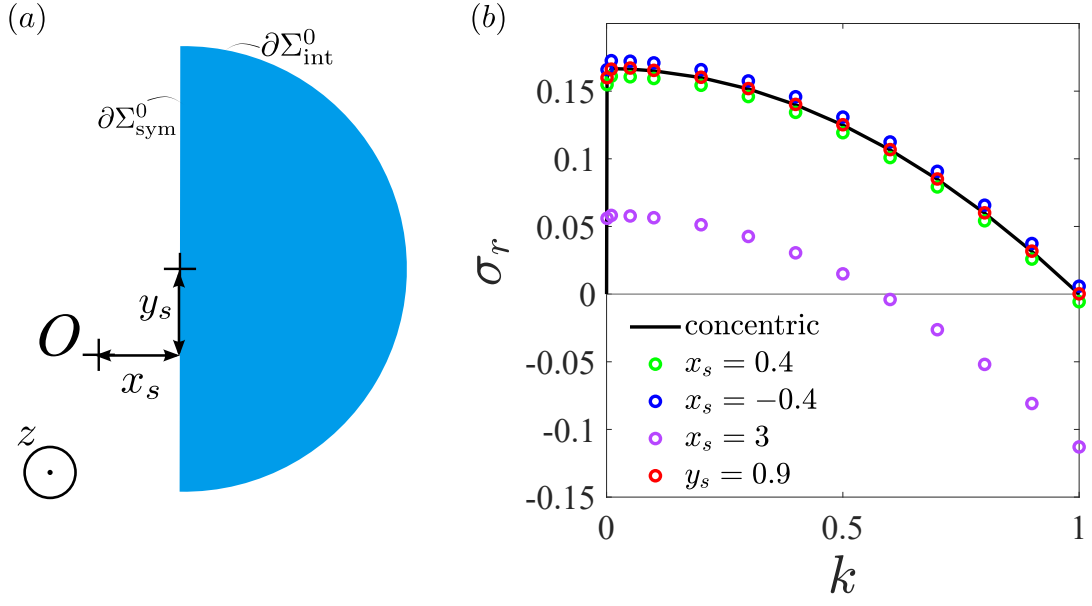 (a)
∂Σ⁰_int
∂Σ⁰_sym
y_s
O
x_s
z
(b)
0.15
0.1
0.05
0
-0.05
-0.1
-0.15
σ_r
concentric
x_s = 0.4
x_s = −0.4
x_s = 3
y_s = 0.9
0 0.5 1
k